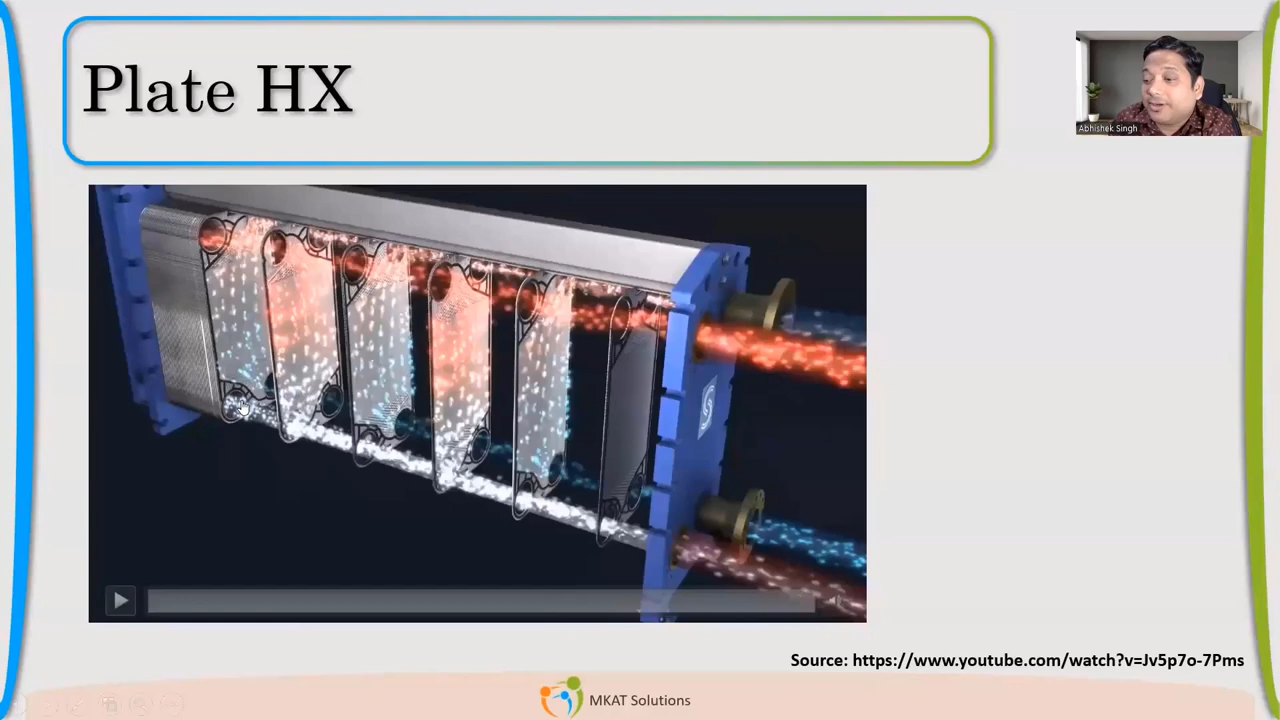 Plate HX
Abhishek Singh
Source: https://www.youtube.com/watch?v=Jv5p7o-7Pms
MKAT Solutions